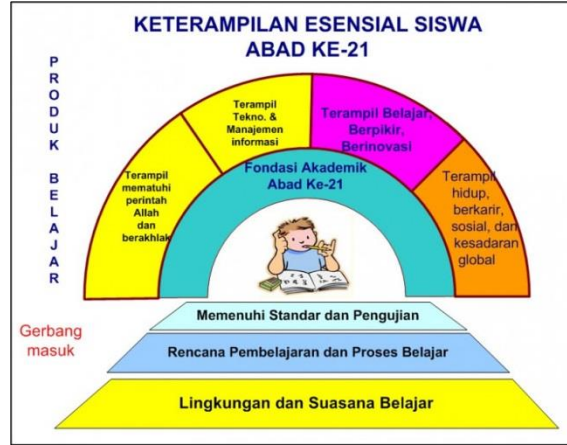 KETERAMPILAN ESENSIAL SISWA
ABAD KE-21
PRODUK BELAJAR
Terampil
Tekno. &
Manajemen
informasi
Terampil Belajar,
Berpikir,
Berinovasi
Terampil
mematuhi
perintah
Allah
dan
berakhlak
Fondasi Akademik
Abad Ke-21
Terampil
hidup,
berkarir,
sosial, dan
kesadaran
global
Gerbang
masuk
Memenuhi Standar dan Pengujian
Rencana Pembelajaran dan Proses Belajar
Lingkungan dan Suasana Belajar